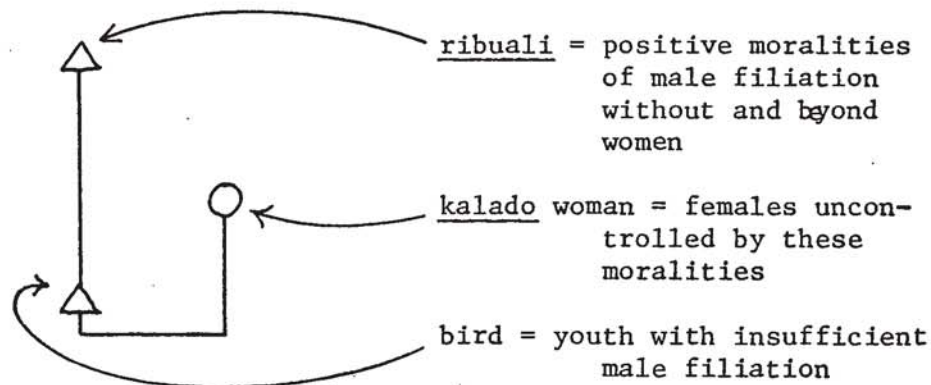 ribuali = positive moralities
of male filiation
without and beyond
women
kalado woman = females uncon-
trolled by these
moralities
bird = youth with insufficient
male filiation